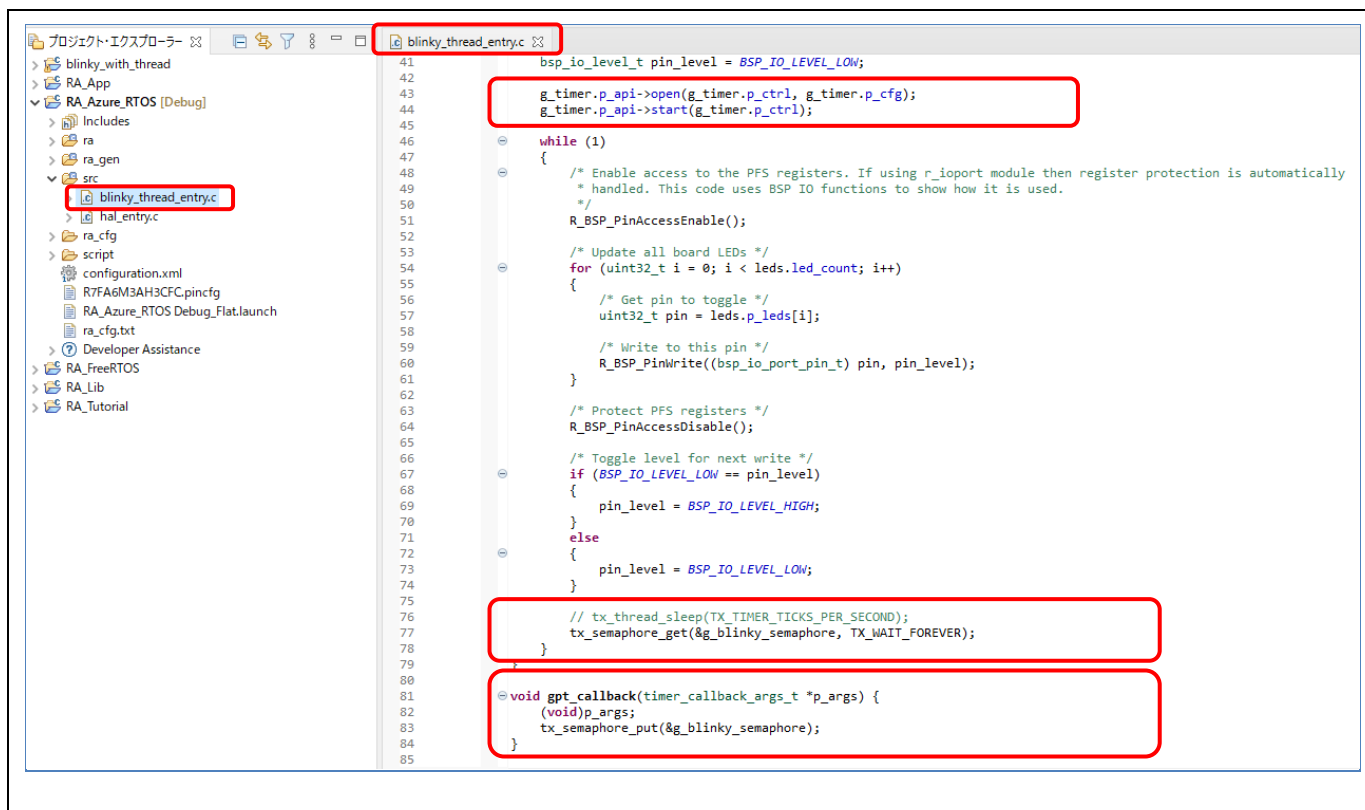 プロジェクト・エクスプローラー
blinky_with_thread
RA_App
RA_Azure_RTOS [Debug]
Includes
ra
ra_gen
src
blinky_thread_entry.c
hal_entry.c
ra_cfg
script
configuration.xml
R7FA6M3AH3CFC.pincfg
RA_Azure_RTOS Debug_Flat.launch
ra_cfg.txt
Developer Assistance
RA_FreeRTOS
RA_Lib
RA_Tutorial
blinky_thread_entry.c
41 bsp_io_level_t pin_level = BSP_IO_LEVEL_LOW;
42
43 g_timer.p_api->open(g_timer.p_ctrl, g_timer.p_cfg);
44 g_timer.p_api->start(g_timer.p_ctrl);
45
46 while (1)
47 {
48 /* Enable access to the PFS registers. If using r_ioport module then register protection is automatically
49 * handled. This code uses BSP IO functions to show how it is used.
50 */
51 R_BSP_PinAccessEnable();
52
53 /* Update all board LEDs */
54 for (uint32_t i = 0; i < leds.led_count; i++)
55 {
56 /* Get pin to toggle */
57 uint32_t pin = leds.p_leds[i];
58
59 /* Write to this pin */
60 R_BSP_PinWrite((bsp_io_port_pin_t) pin, pin_level);
61 }
62
63 /* Protect PFS registers */
64 R_BSP_PinAccessDisable();
65
66 /* Toggle level for next write */
67 if (BSP_IO_LEVEL_LOW == pin_level)
68 {
69 pin_level = BSP_IO_LEVEL_HIGH;
70 }
71 else
72 {
73 pin_level = BSP_IO_LEVEL_LOW;
74 }
75
76 // tx_thread_sleep(TX_TIMER_TICKS_PER_SECOND);
77 tx_semaphore_get(&g_blinky_semaphore, TX_WAIT_FOREVER);
78 }
79 }
80
81 void gpt_callback(timer_callback_args_t *p_args) {
82 (void)p_args;
83 tx_semaphore_put(&g_blinky_semaphore);
84 }
85